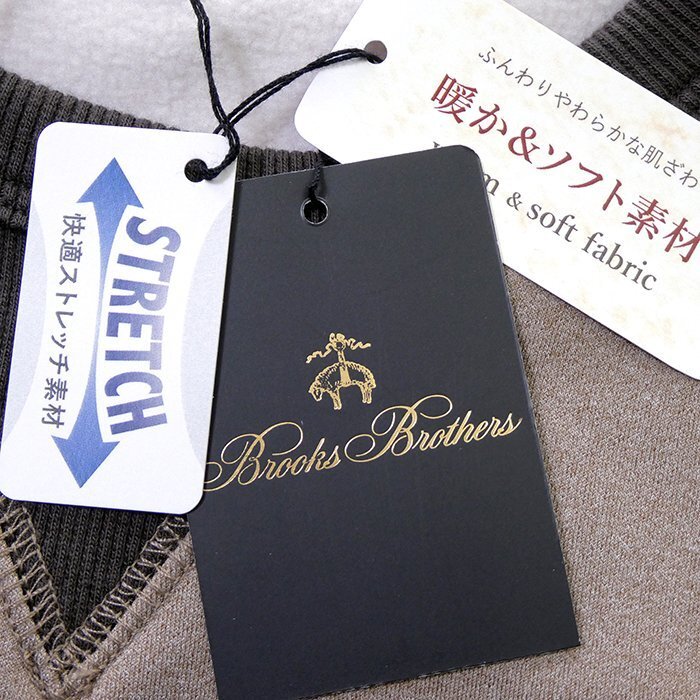 STRETCH
快適ストレッチ素材
Brooks Brothers
ふんわりやわらかな肌ざわ
暖か&ソフト素材
& soft fabric